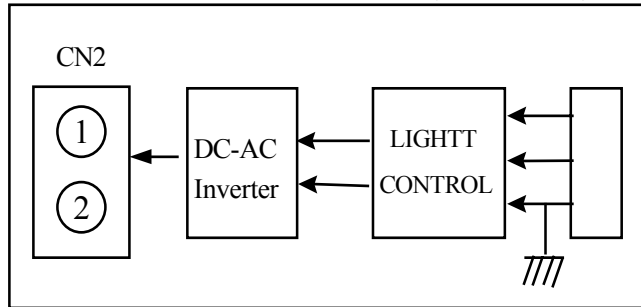 CN2
1
2
DC-AC
Inverter
LIGHTT
CONTROL